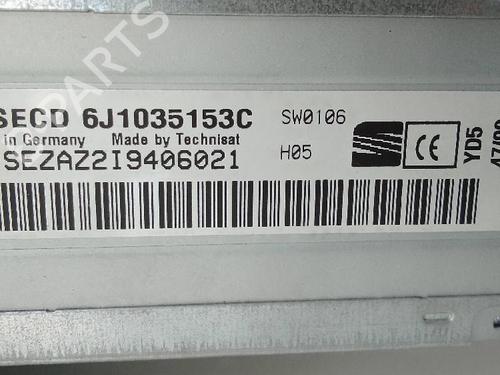 SECD 6J1035153C SW0106
in Germany Made by Technisat
SEZAZ2I9406021 H05
CE
YD5
PARTS